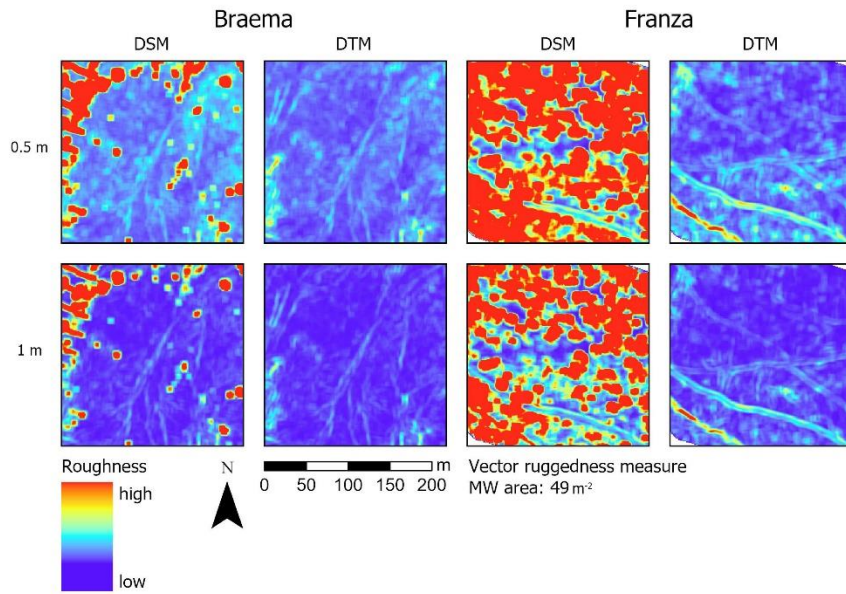 Braema Franza
DSM DTM DSM DTM
0.5 m
1 m
Roughness
high
low
N
m
0 50 100 150 200
Vector ruggedness measure
MW area: 49 m⁻²